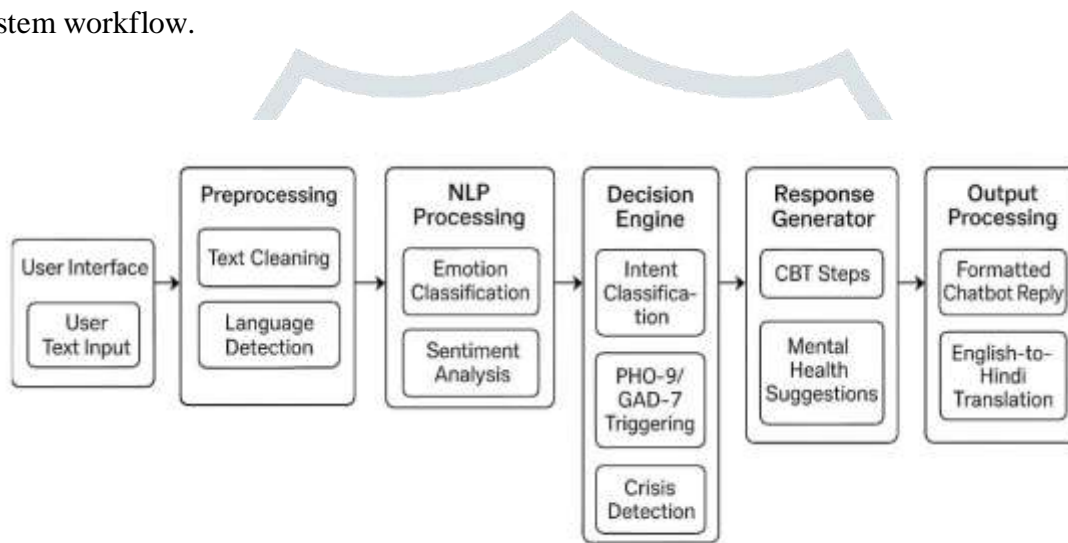 stem workflow.
User Interface
User
Text Input
Preprocessing
Text Cleaning
Language
Detection
NLP
Processing
Emotion
Classification
Sentiment
Analysis
Decision
Engine
Intent
Classifica-
tion
PHO-9/
GAD-7
Triggering
Crisis
Detection
Response
Generator
CBT Steps
Mental
Health
Suggestions
Output
Processing
Formatted
Chatbot Reply
English-to-
Hindi
Translation